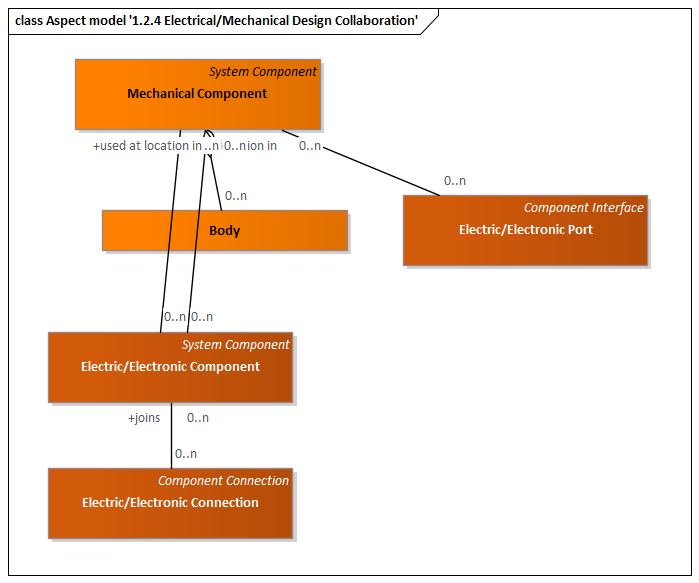 class Aspect model '1.2.4 Electrical/Mechanical Design Collaboration'
System Component
Mechanical Component
+used at location in ..n 0..n ion in 0..n
0..n
0..n
Component Interface
Electric/Electronic Port
Body
0..n 0..n
System Component
Electric/Electronic Component
+joins 0..n
0..n
Component Connection
Electric/Electronic Connection